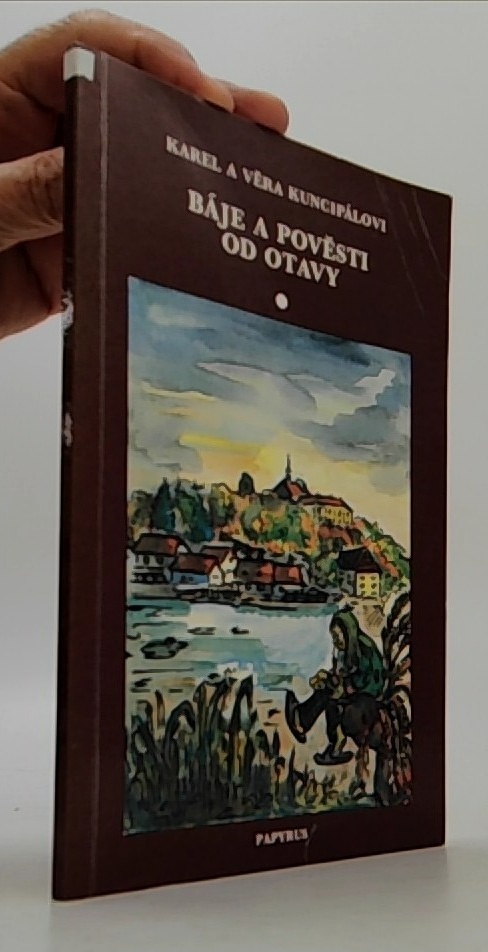 KAREL A VĚRA KUNCIPÁLOVI
BÁJE A POVĚSTI
OD OTAVY
PAPYRUS